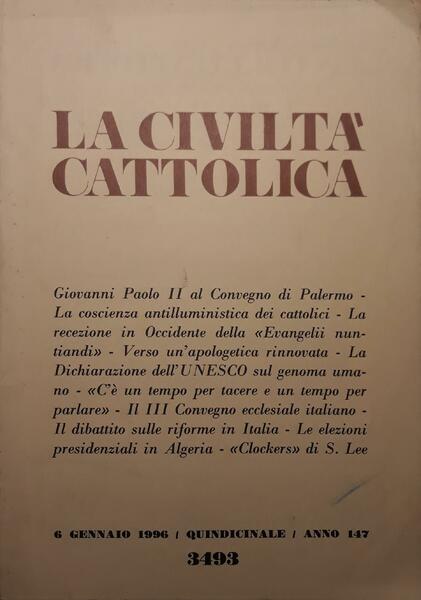 LA CIVILTA'
CATTOLICA
Giovanni Paolo II al Convegno di Palermo -
La coscienza antilluministica dei cattolici - La
recezione in Occidente della «Evangelii nun-
tiandi» - Verso un'apologetica rinnovata - La
Dichiarazione dell'UNESCO sul genoma uma-
no - «C'è un tempo per tacere e un tempo per
parlare» - Il III Convegno ecclesiale italiano -
Il dibattito sulle riforme in Italia - Le elezioni
presidenziali in Algeria - «Clockers» di S. Lee
6 GENNAIO 1996 / QUINDICINALE / ANNO 147
3493